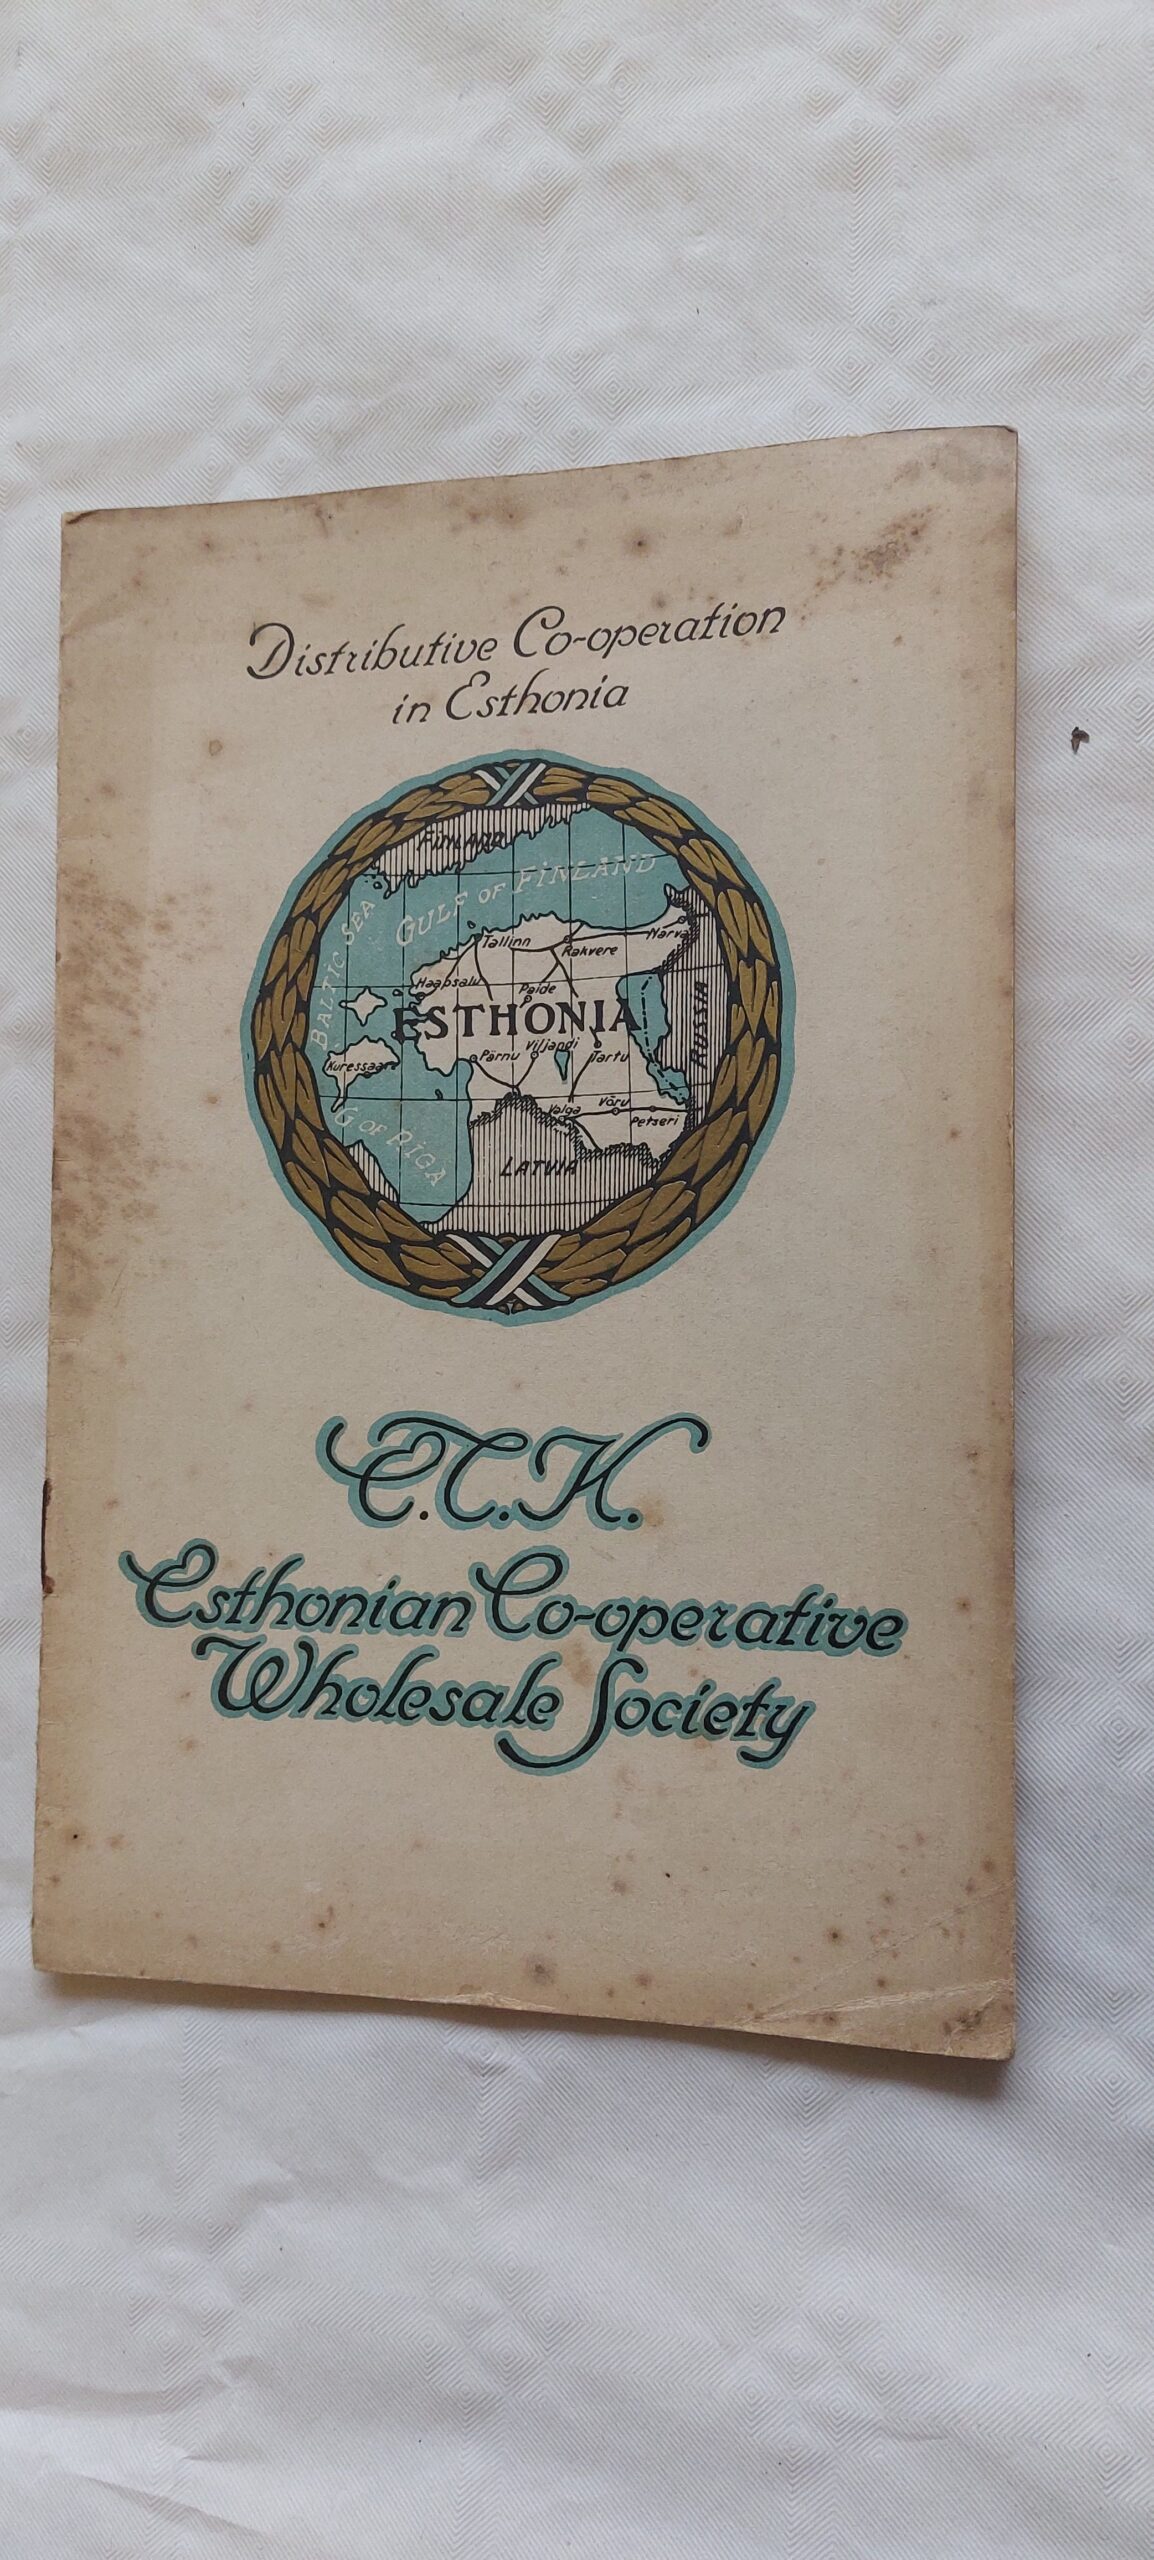 Distributive Co-operation
in Esthonia
FINLAND
GULF OF FINLAND
BALTIC SEA
Tallinn
Rakvere
Narva
Haapsalu
Paide
ESTHONIA
RUSSIA
Kuressaare
Pärnu
Viljandi
Tartu
Valga
Võru
Petseri
G. OF RIGA
LATVIA
E.T.K.
Esthonian Co-operative
Wholesale Society